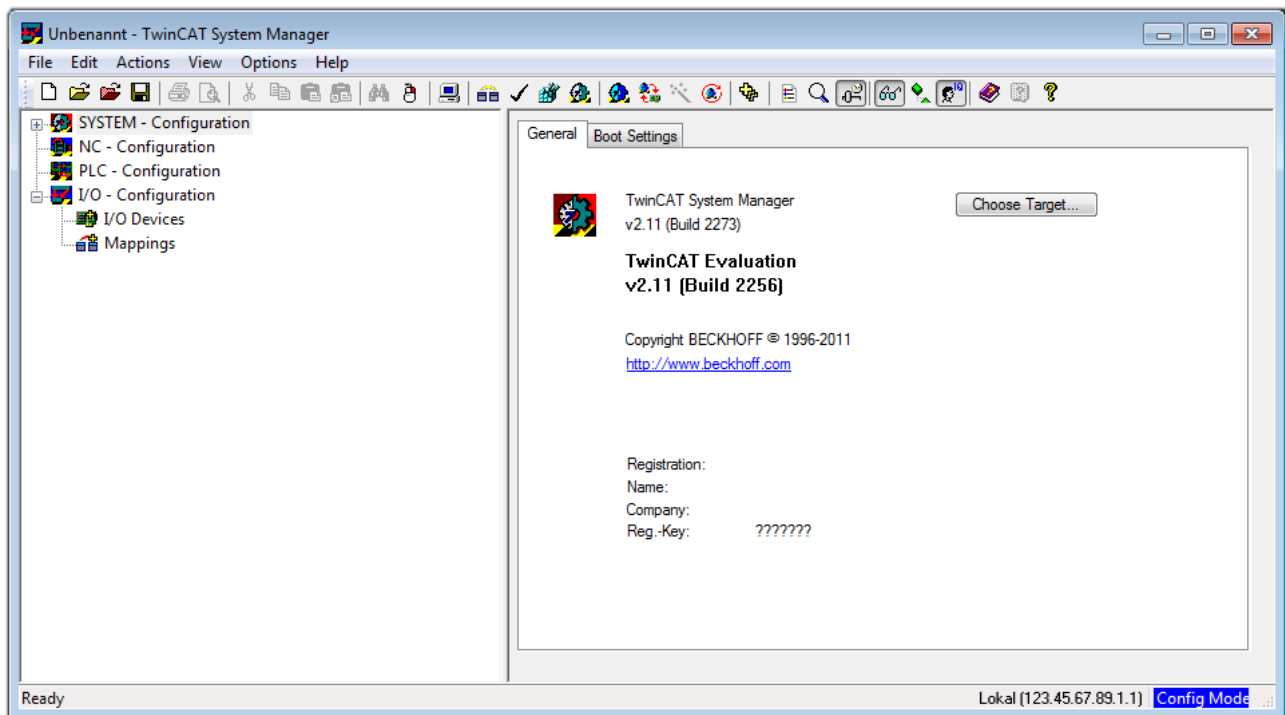 Unbenannt - TwinCAT System Manager
File Edit Actions View Options Help
SYSTEM - Configuration
NC - Configuration
PLC - Configuration
I/O - Configuration
I/O Devices
Mappings
General Boot Settings
TwinCAT System Manager
v2.11 (Build 2273)
Choose Target...
TwinCAT Evaluation
v2.11 (Build 2256)
Copyright BECKHOFF © 1996-2011
http://www.beckhoff.com
Registration:
Name:
Company:
Reg.-Key: ???????
Ready Lokal (123.45.67.89.1.1) Config Mode